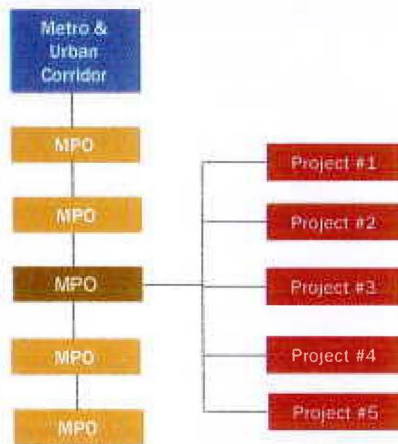 Metro &
Urban
Corridor
MPO
MPO
MPO
MPO
MPO
Project #1
Project #2
Project #3
Project #4
Project #5